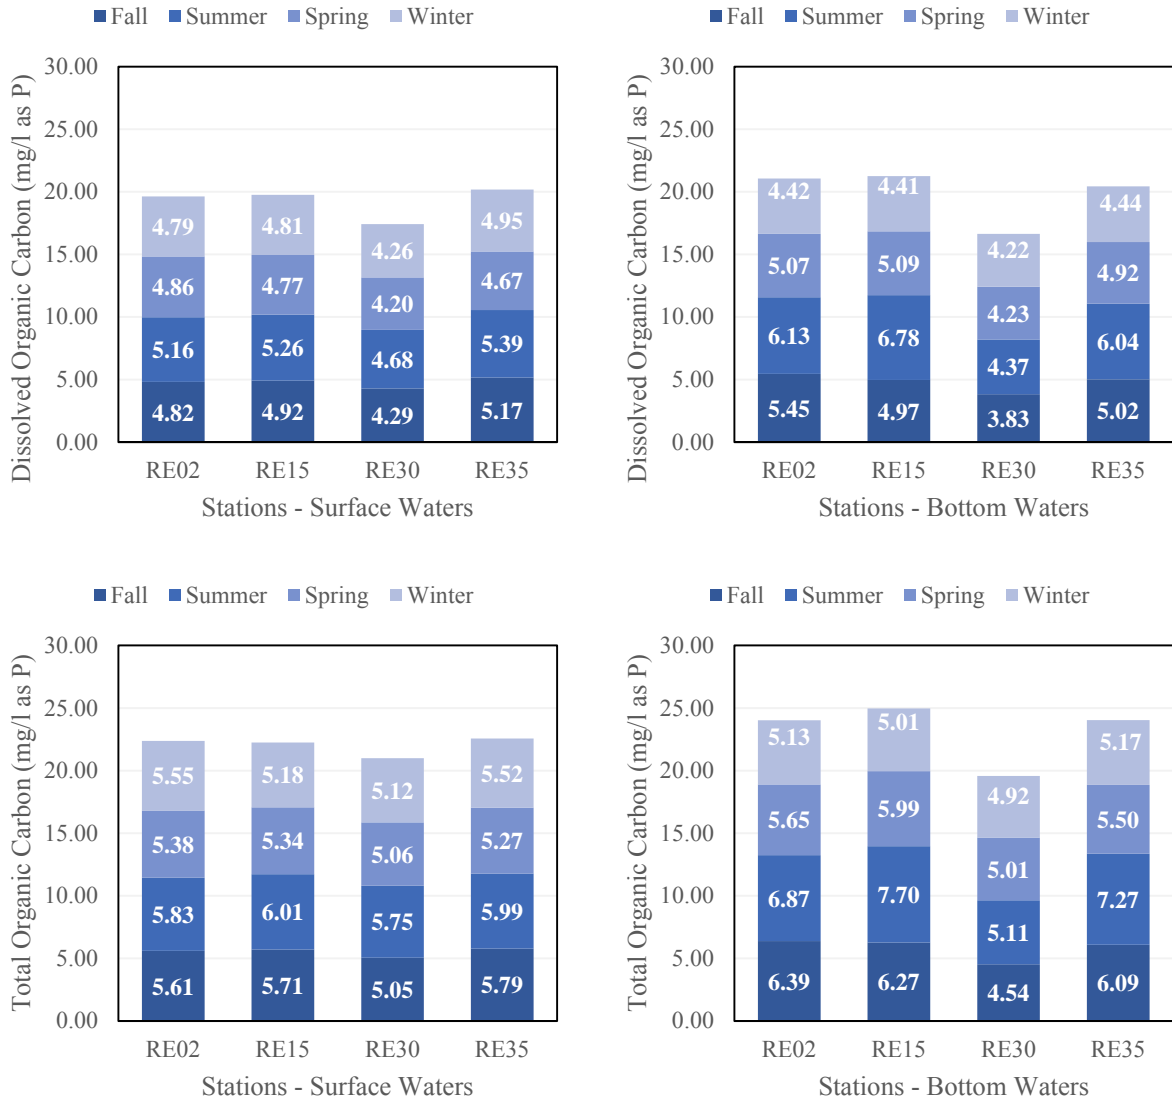 Fall Summer Spring Winter
Dissolved Organic Carbon (mg/l as P)
30.00
25.00
20.00
15.00
10.00
5.00
0.00
4.79 4.81 4.26 4.95
4.86 4.77 4.20 4.67
5.16 5.26 4.68 5.39
4.82 4.92 4.29 5.17
RE02 RE15 RE30 RE35
Stations - Surface Waters
Fall Summer Spring Winter
Dissolved Organic Carbon (mg/l as P)
30.00
25.00
20.00
15.00
10.00
5.00
0.00
4.42 4.41 4.22 4.44
5.07 5.09 4.23 4.92
6.13 6.78 4.37 6.04
5.45 4.97 3.83 5.02
RE02 RE15 RE30 RE35
Stations - Bottom Waters
Fall Summer Spring Winter
Total Organic Carbon (mg/l as P)
30.00
25.00
20.00
15.00
10.00
5.00
0.00
5.55 5.18 5.12 5.52
5.38 5.34 5.06 5.27
5.83 6.01 5.75 5.99
5.61 5.71 5.05 5.79
RE02 RE15 RE30 RE35
Stations - Surface Waters
Fall Summer Spring Winter
Total Organic Carbon (mg/l as P)
30.00
25.00
20.00
15.00
10.00
5.00
0.00
5.13 5.01 4.92 5.17
5.65 5.99 5.01 5.50
6.87 7.70 5.11 7.27
6.39 6.27 4.54 6.09
RE02 RE15 RE30 RE35
Stations - Bottom Waters